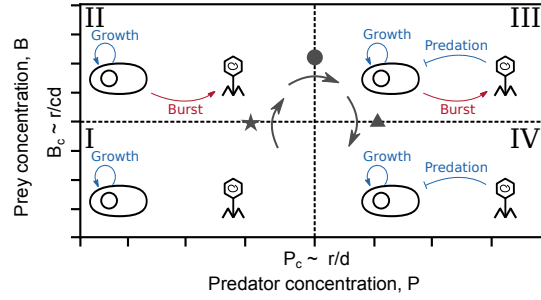 II
III
Growth
Burst
Growth
Predation
Burst
I
IV
Growth
Growth
Predation
Prey concentration, B
B_c ~ r/cd
P_c ~ r/d
Predator concentration, P